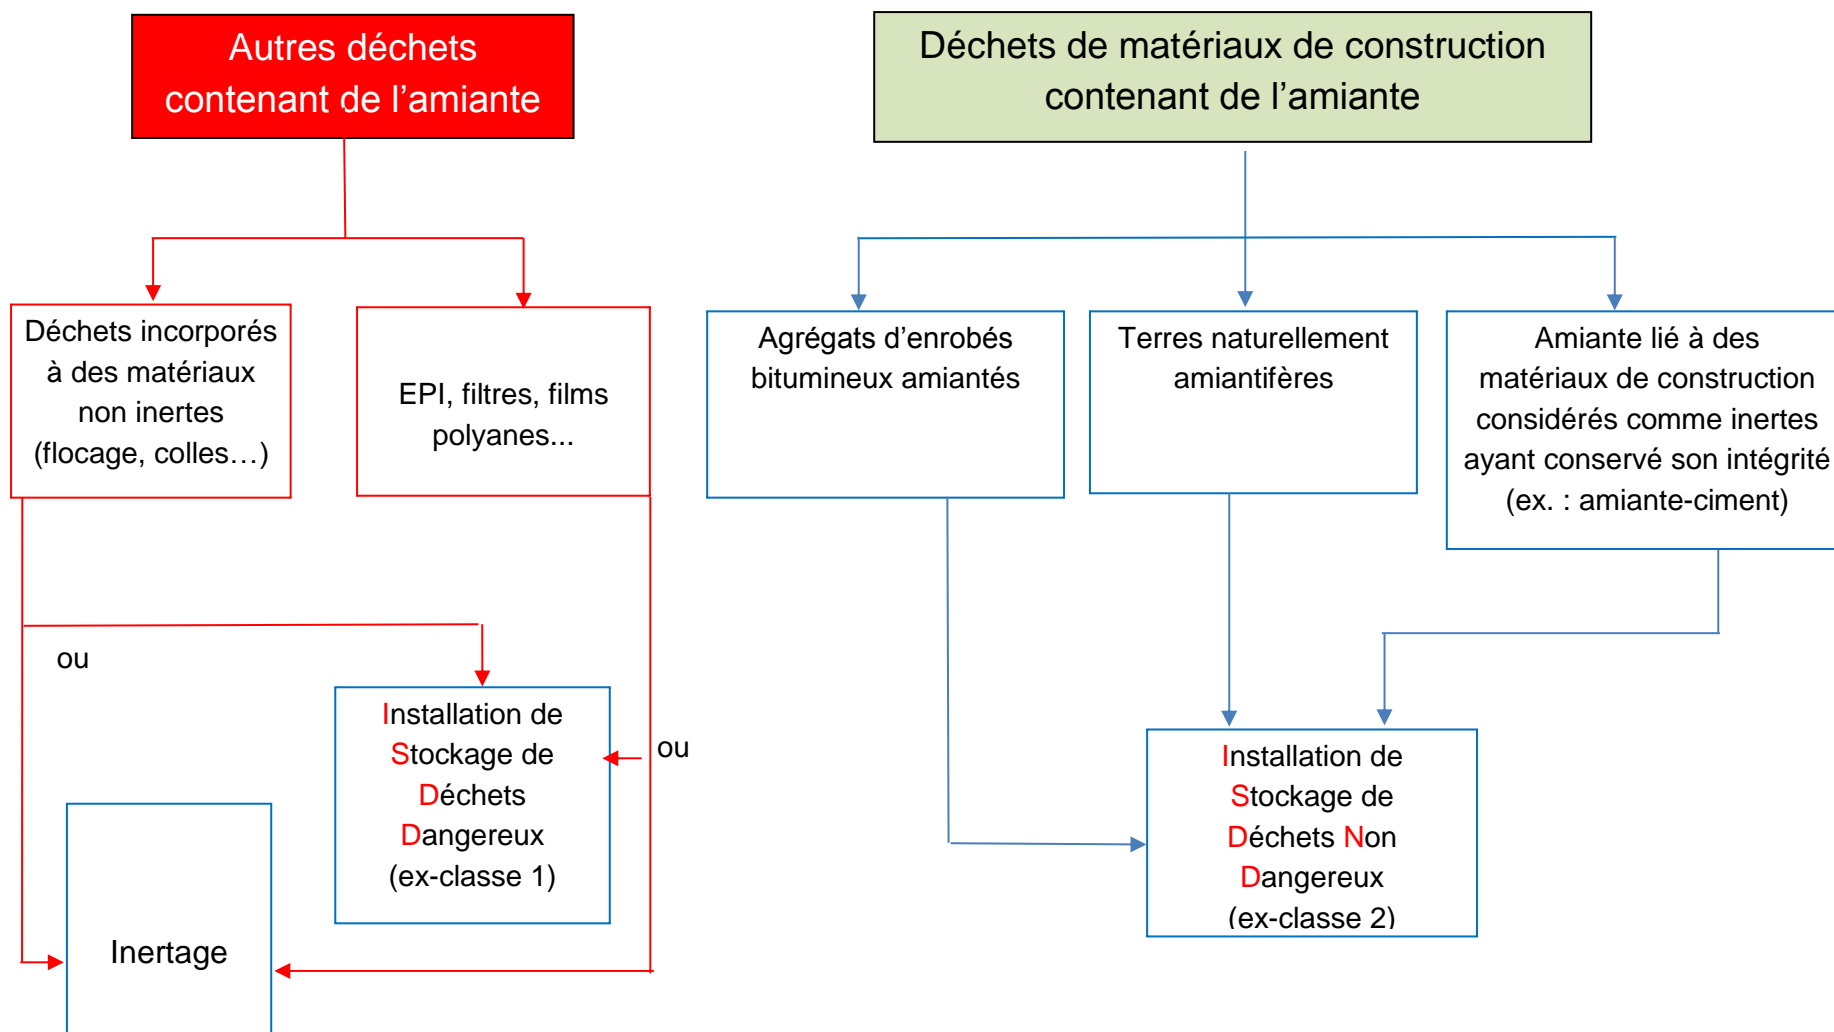 Autres déchets
contenant de l’amiante
Déchets de matériaux de construction
contenant de l’amiante
Déchets incorporés
à des matériaux
non inertes
(flocage, colles…)
EPI, filtres, films
polyanes...
Agrégats d’enrobés
bitumineux amiantés
Terres naturellement
amiantifères
Amiante lié à des
matériaux de construction
considérés comme inertes
ayant conservé son intégrité
(ex. : amiante-ciment)
ou
Installation de
Stockage de
Déchets
Dangereux
(ex-classe 1)
ou
Installation de
Stockage de
Déchets Non
Dangereux
(ex-classe 2)
Inertage